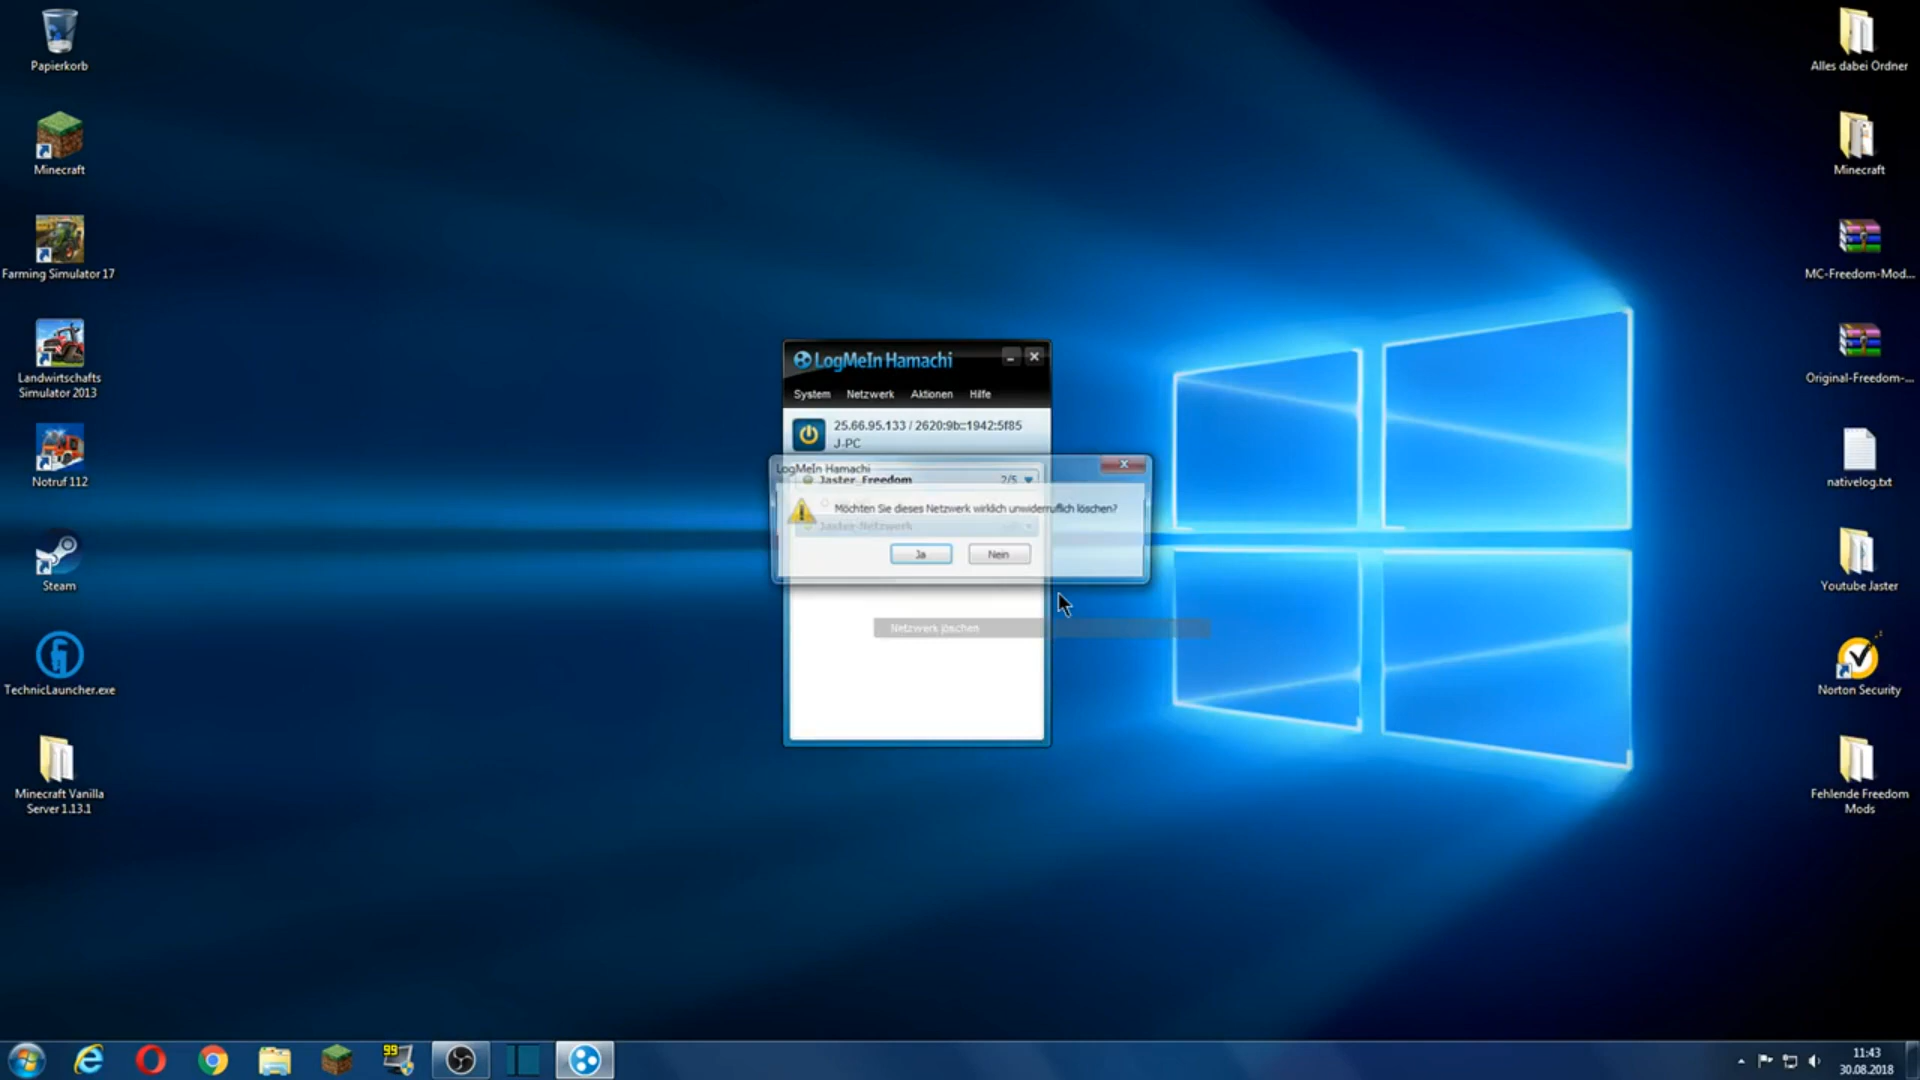 Papierkorb
Minecraft
Farming Simulator 17
Landwirtschafts
Simulator 2013
Notruf 112
Steam
TechnicLauncher.exe
Minecraft Vanilla
Server 1.13.1
LogMeIn Hamachi
System Netzwerk Aktionen Hilfe
25.66.95.133 / 2620:9b::1942:5f85
J-PC
LogMeIn Hamachi
Jaster_Freedom 2/5
Möchten Sie dieses Netzwerk wirklich unwiderruflich löschen?
Jaster-Netzwerk
Ja Nein
Netzwerk löschen
Alles dabei Ordner
Minecraft
MC-Freedom-Mod...
Original-Freedom-...
nativelog.txt
Youtube Jaster
Norton Security
Fehlende Freedom
Mods
99
11:43
30.08.2018